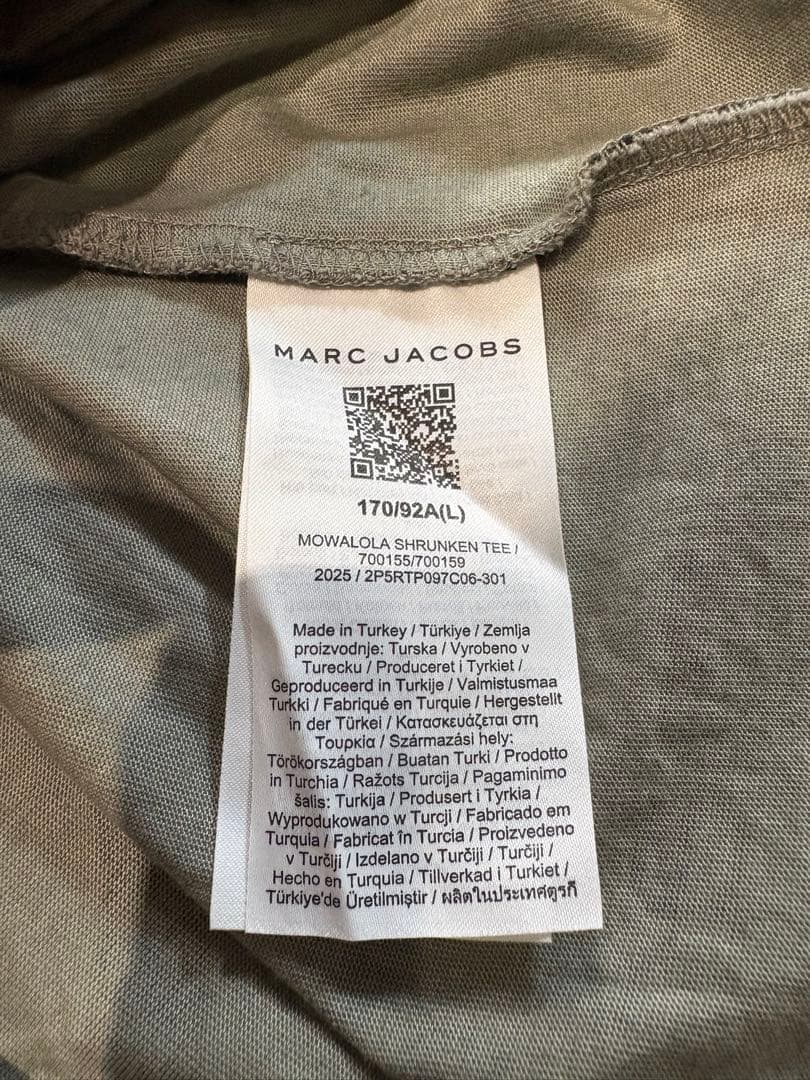 MARC JACOBS
170/92A(L)
MOWALOLA SHRUNKEN TEE /
700155/700159
2025 / 2P5RTP097C06-301
Made in Turkey / Türkiye / Zemlja
proizvodnje: Turska / Vyrobeno v
Turecku / Produceret i Tyrkiet /
Geproduceerd in Turkije / Valmistusmaa
Turkki / Fabriqué en Turquie / Hergestellt
in der Türkei / Κατασκευάζεται στη
Τουρκία / Származási hely:
Törökországban / Buatan Turki / Prodotto
in Turchia / Ražots Turcija / Pagaminimo
šalis: Turkija / Produsert i Tyrkia /
Wyprodukowano w Turcji / Fabricado em
Turquia / Fabricat în Turcia / Proizvedeno
v Turčiji / Izdelano v Turčiji / Turčiji /
Hecho en Turquia / Tillverkad i Turkiet /
Türkiye'de Üretilmiştir / ผลิตในประเทศตุรกี